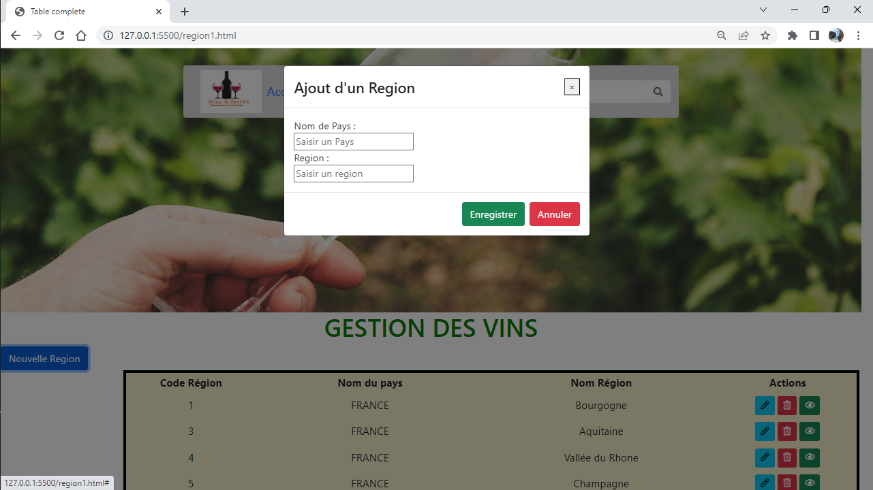 Table complete
127.0.0.1:5500/region1.html
Ajout d'un Region
×
Acc
Nom de Pays :
Saisir un Pays
Region :
Saisir un region
Enregistrer
Annuler
GESTION DES VINS
Nouvelle Region
Code Région Nom du pays Nom Région Actions
1 FRANCE Bourgogne
3 FRANCE Aquitaine
4 FRANCE Vallée du Rhone
5 FRANCE Champagne
127.0.0.1:5500/region1.html#